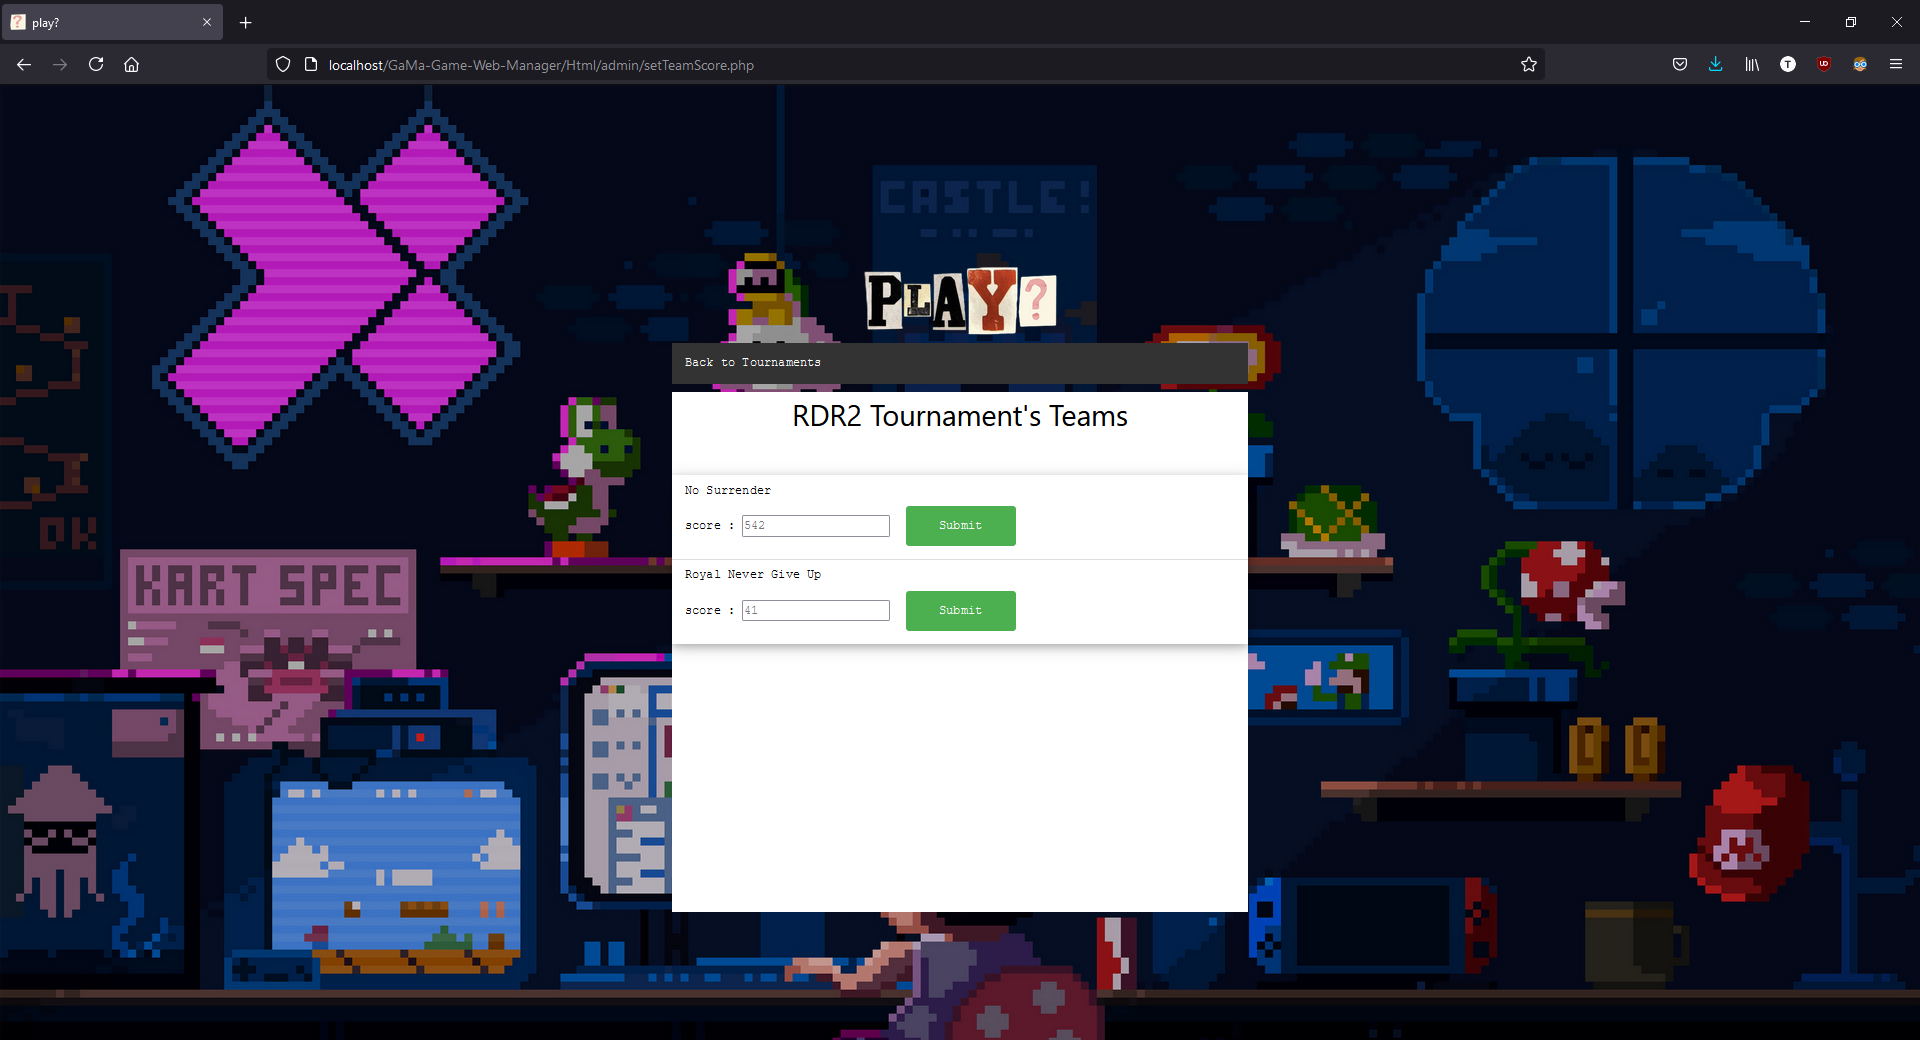 play?
localhost/GaMa-Game-Web-Manager/Html/admin/setTeamScore.php
CASTLE!
PLAY?
Back to Tournaments
RDR2 Tournament's Teams
No Surrender
score : 542 Submit
Royal Never Give Up
score : 41 Submit
KART SPEC
OK